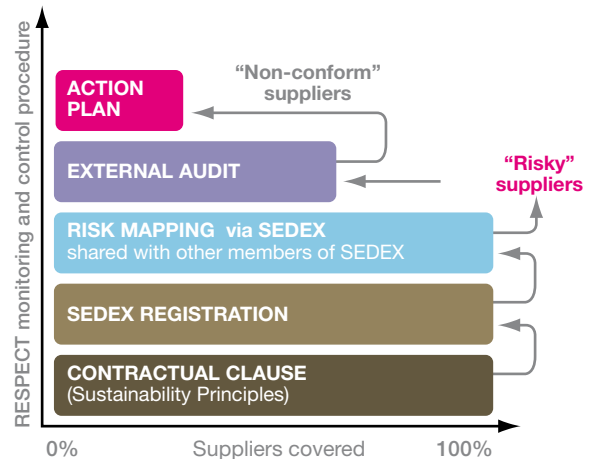 RESPECT monitoring and control procedure
“Non-conform”
suppliers
ACTION
PLAN
EXTERNAL AUDIT
“Risky”
suppliers
RISK MAPPING via SEDEX
shared with other members of SEDEX
SEDEX REGISTRATION
CONTRACTUAL CLAUSE
(Sustainability Principles)
0% Suppliers covered 100%